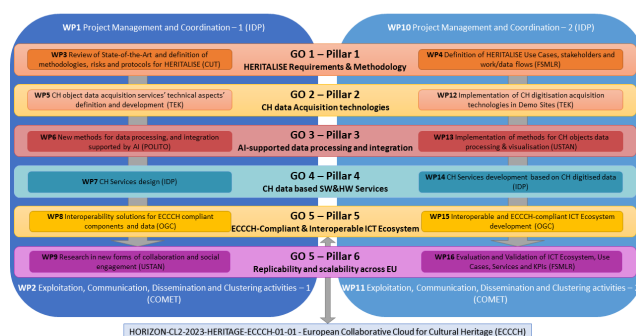 WP1 Project Management and Coordination – 1 (IDP)
WP10 Project Management and Coordination – 2 (IDP)
WP3 Review of State-of-the-Art and definition of
methodologies, risks and protocols for HERITALISE (CUT)
GO 1 – Pillar 1
HERITALISE Requirements & Methodology
WP4 Definition of HERITALISE Use Cases, stakeholders and
work/data flows (FSMLR)
WP5 CH object data acquisition services' technical aspects'
definition and development (TEK)
GO 2 – Pillar 2
CH data Acquisition technologies
WP12 Implementation of CH digitisation acquisition
technologies in Demo Sites (TEK)
WP6 New methods for data processing, and integration
supported by AI (POLITO)
GO 3 – Pillar 3
AI-supported data processing and integration
WP13 Implementation of methods for CH objects data
processing & visualisation (USTAN)
WP7 CH Services design (IDP)
GO 4 – Pillar 4
CH data based SW&HW Services
WP14 CH Services development based on CH digitised data
(IDP)
WP8 Interoperability solutions for ECCCH compliant
components and data (OGC)
GO 5 – Pillar 5
ECCCH-Compliant & Interoperable ICT Ecosystem
WP15 Interoperable and ECCCH-compliant ICT Ecosystem
development (OGC)
WP9 Research in new forms of collaboration and social
engagement (USTAN)
GO 5 – Pillar 6
Replicability and scalability across EU
WP16 Evaluation and Validation of ICT Ecosystem, Use
Cases, Services and KPIs (FSMLR)
WP2 Exploitation, Communication, Dissemination and Clustering activities – 1
(COMET)
WP11 Exploitation, Communication, Dissemination and Clustering activities – 2
(COMET)
HORIZON-CL2-2023-HERITAGE-ECCCH-01-01 - European Collaborative Cloud for Cultural Heritage (ECCCH)